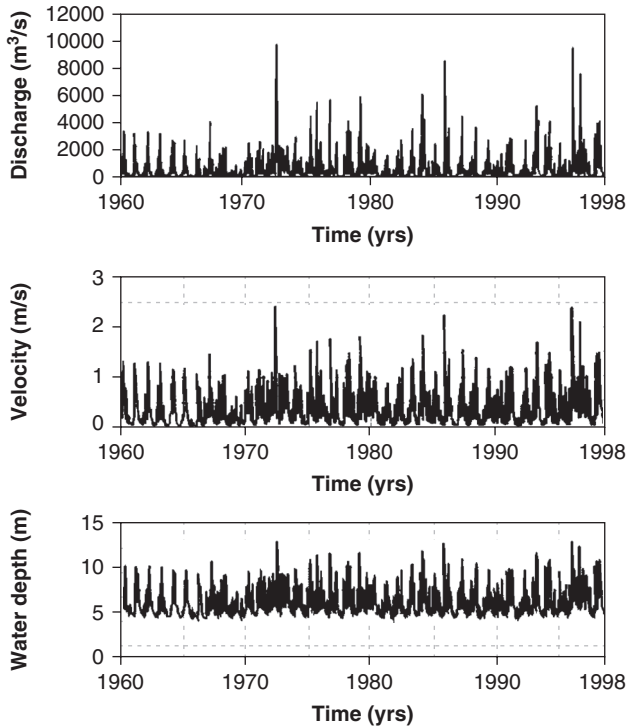 Discharge (m³/s)
12000
10000
8000
6000
4000
2000
0
1960 1970 1980 1990 1998
Time (yrs)
Velocity (m/s)
3
2
1
0
1960 1970 1980 1990 1998
Time (yrs)
Water depth (m)
15
10
5
0
1960 1970 1980 1990 1998
Time (yrs)